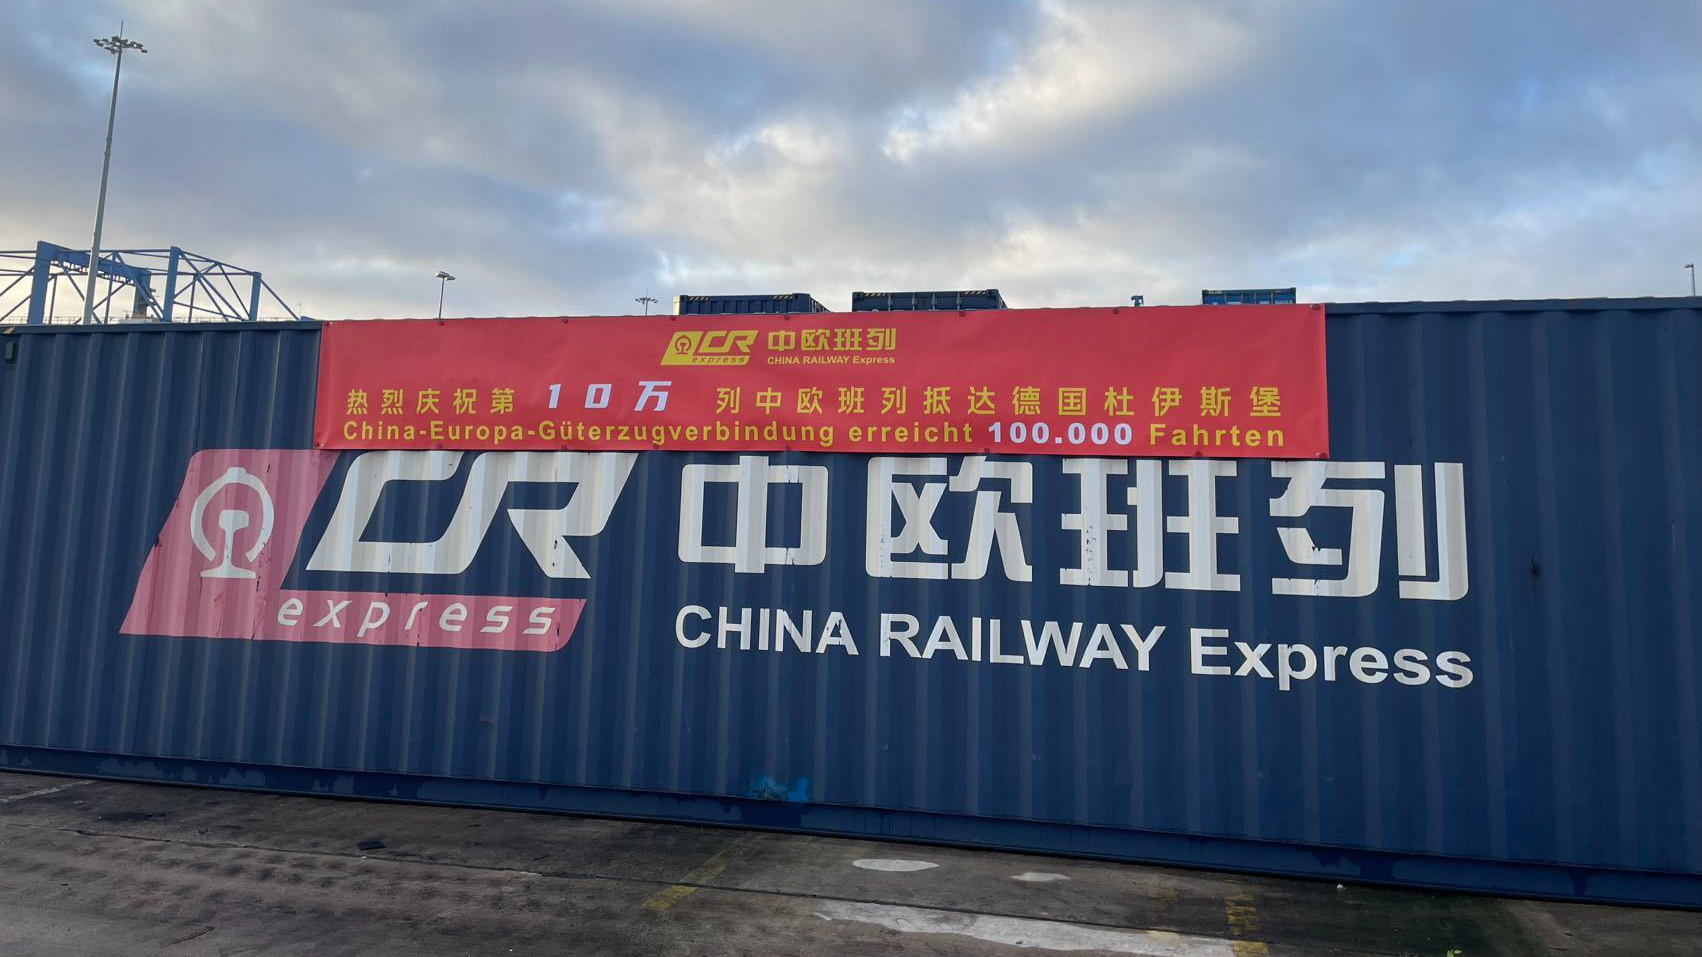 CR express 中欧班列
CHINA RAILWAY Express
热烈庆祝第 10万 列中欧班列抵达德国杜伊斯堡
China-Europa-Güterzugverbindung erreicht 100.000 Fahrten
CR 中欧班列
express
CHINA RAILWAY Express